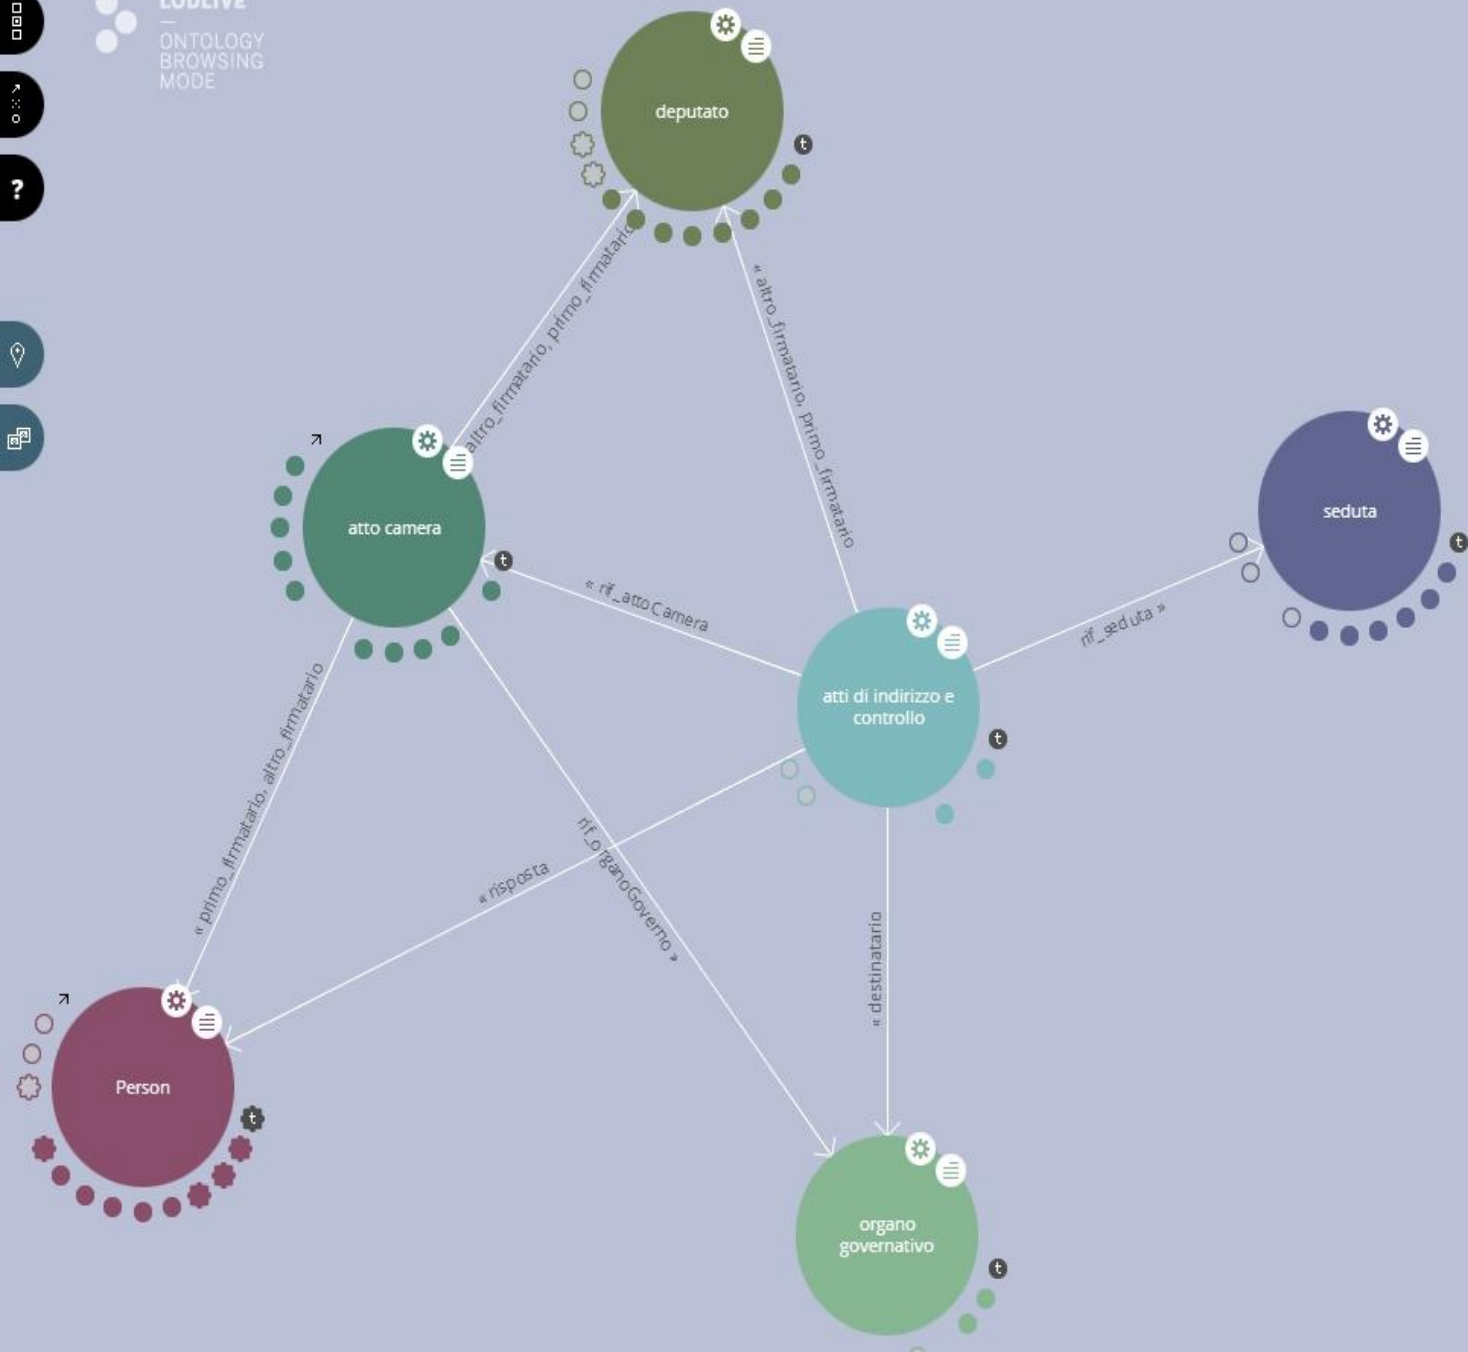 LODLIVE
—
ONTOLOGY
BROWSING
MODE
?
deputato
t
altro_firmatario, primo_firmatario
« altro_firmatario, primo_firmatario
atto camera
t
seduta
t
« rif_attoCamera
rif_seduta »
atti di indirizzo e
controllo
t
« primo_firmatario, altro_firmatario
« risposta
rif_organoGoverno »
« destinatario
Person
t
organo
governativo
t